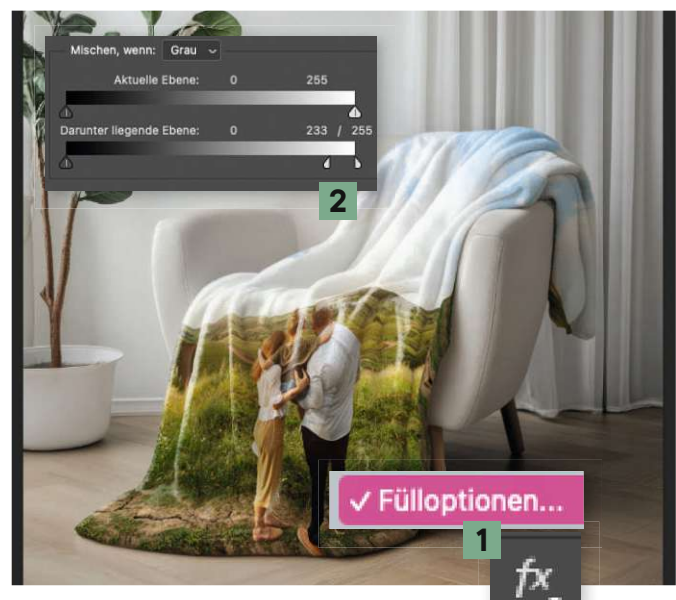 Mischen, wenn: Grau
Aktuelle Ebene: 0 255
Darunter liegende Ebene: 0 233 / 255
2
✓ Fülloptionen...
1
fx